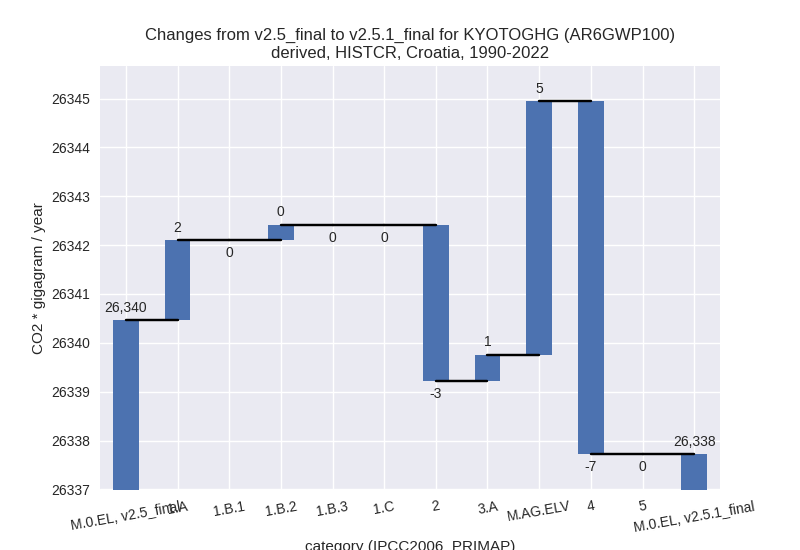 Changes from v2.5_final to v2.5.1_final for KYOTOGHG (AR6GWP100)
derived, HISTCR, Croatia, 1990-2022
CO2 * gigagram / year
26345
26344
26343
26342
26341
26340
26339
26338
26337
26,340
2
0
0
0
0
-3
1
5
-7
0
26,338
M.0.EL, v2.5_final
1.A
1.B.1
1.B.2
1.B.3
1.C
2
3.A
M.AG.ELV
4
5
M.0.EL, v2.5.1_final
category (IPCC2006_PRIMAP)